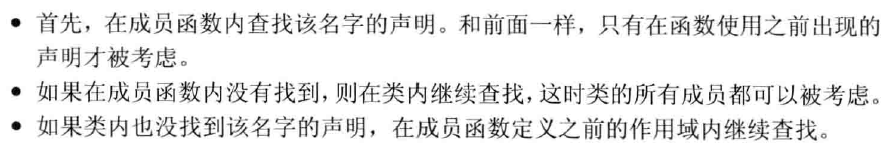 ● 首先，在成员函数内查找该名字的声明。和前面一样，只有在函数使用之前出现的
声明才被考虑。
● 如果在成员函数内没有找到，则在类内继续查找，这时类的所有成员都可以被考虑。
● 如果类内也没找到该名字的声明，在成员函数定义之前的作用域内继续查找。